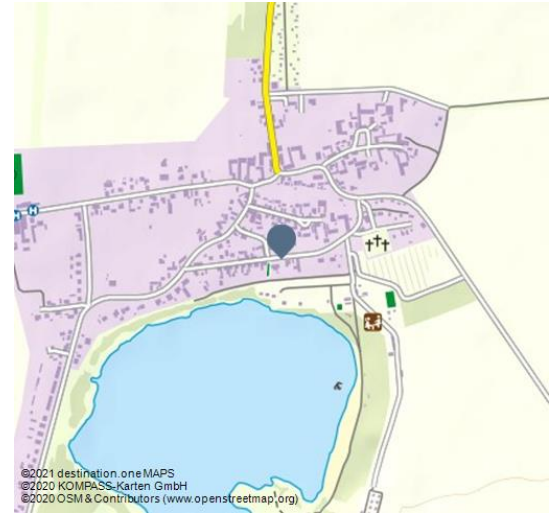 H H
©2021 destination.one MAPS
©2020 KOMPASS-Karten GmbH
©2020 OSM & Contributors (www.openstreetmap.org)